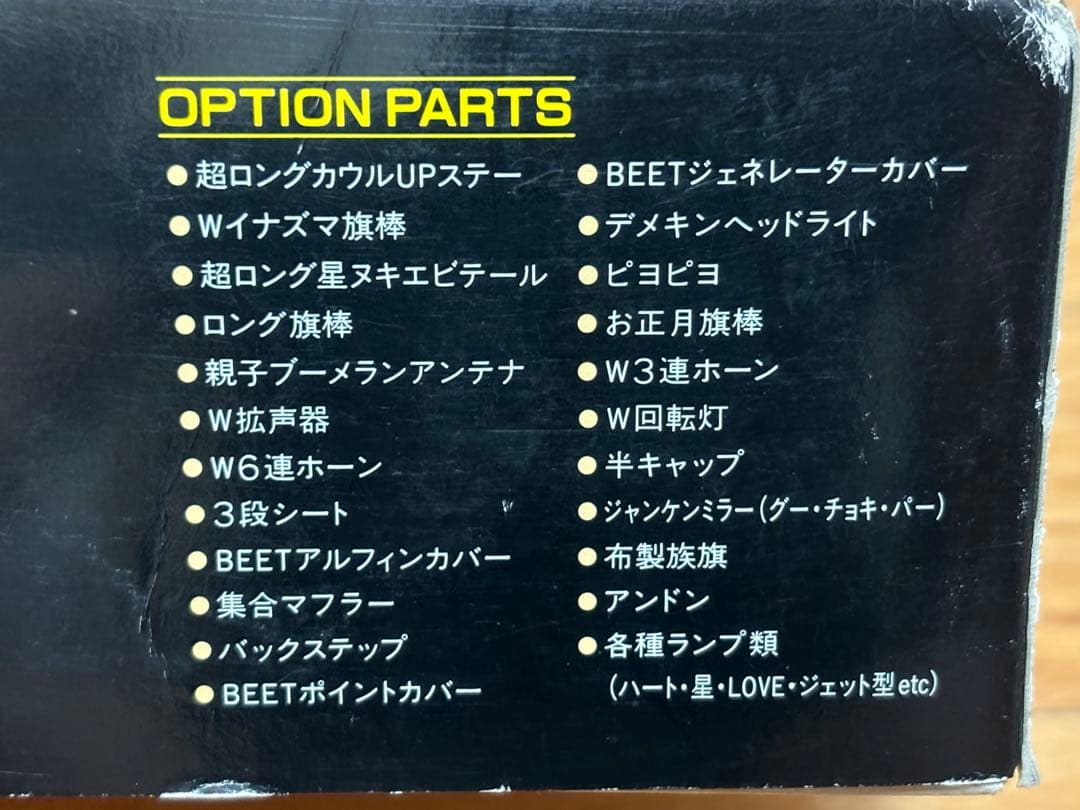 OPTION PARTS
●超ロングカウルUPステー
●Wイナズマ旗棒
●超ロング星ヌキエビテール
●ロング旗棒
●親子ブーメランアンテナ
●W拡声器
●W6連ホーン
●3段シート
●BEETアルフィンカバー
●集合マフラー
●バックステップ
●BEETポイントカバー
●BEETジェネレーターカバー
●デメキンヘッドライト
●ピヨピヨ
●お正月旗棒
●W3連ホーン
●W回転灯
●半キャップ
●ジャンケンミラー(グー・チョキ・パー)
●布製族旗
●アンドン
●各種ランプ類
(ハート・星・LOVE・ジェット型etc)